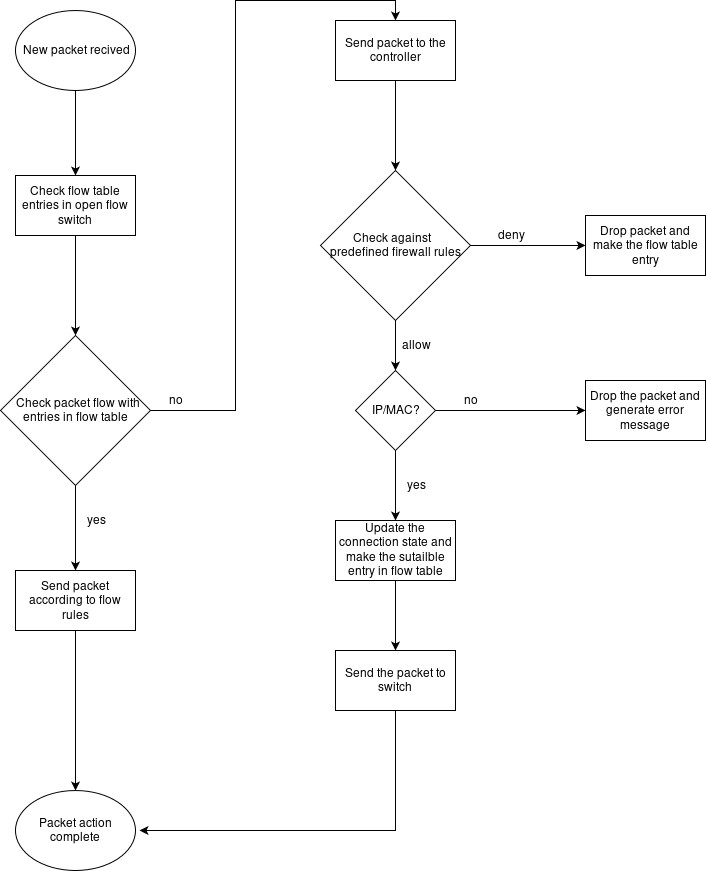 New packet recived
Check flow table
entries in open flow
switch
Check packet flow with
entries in flow table
no
yes
Send packet
according to flow
rules
Packet action
complete
Send packet to the
controller
Check against
predefined firewall rules
deny
Drop packet and
make the flow table
entry
allow
IP/MAC?
no
Drop the packet and
generate error
message
yes
Update the
connection state and
make the sutailble
entry in flow table
Send the packet to
switch